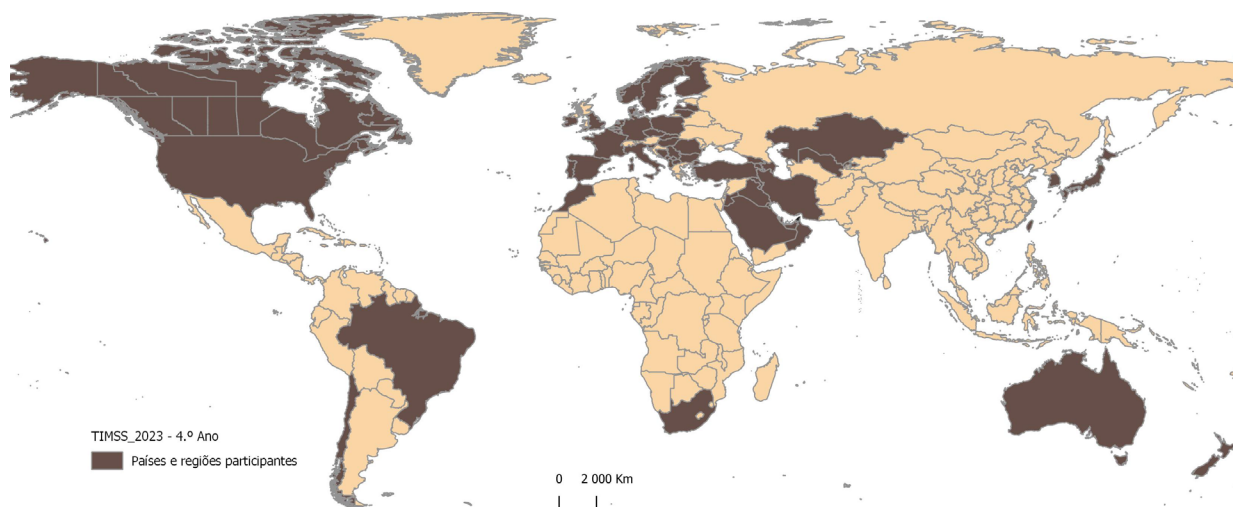 TIMSS_2023 - 4.º Ano
Países e regiões participantes
0 2 000 Km